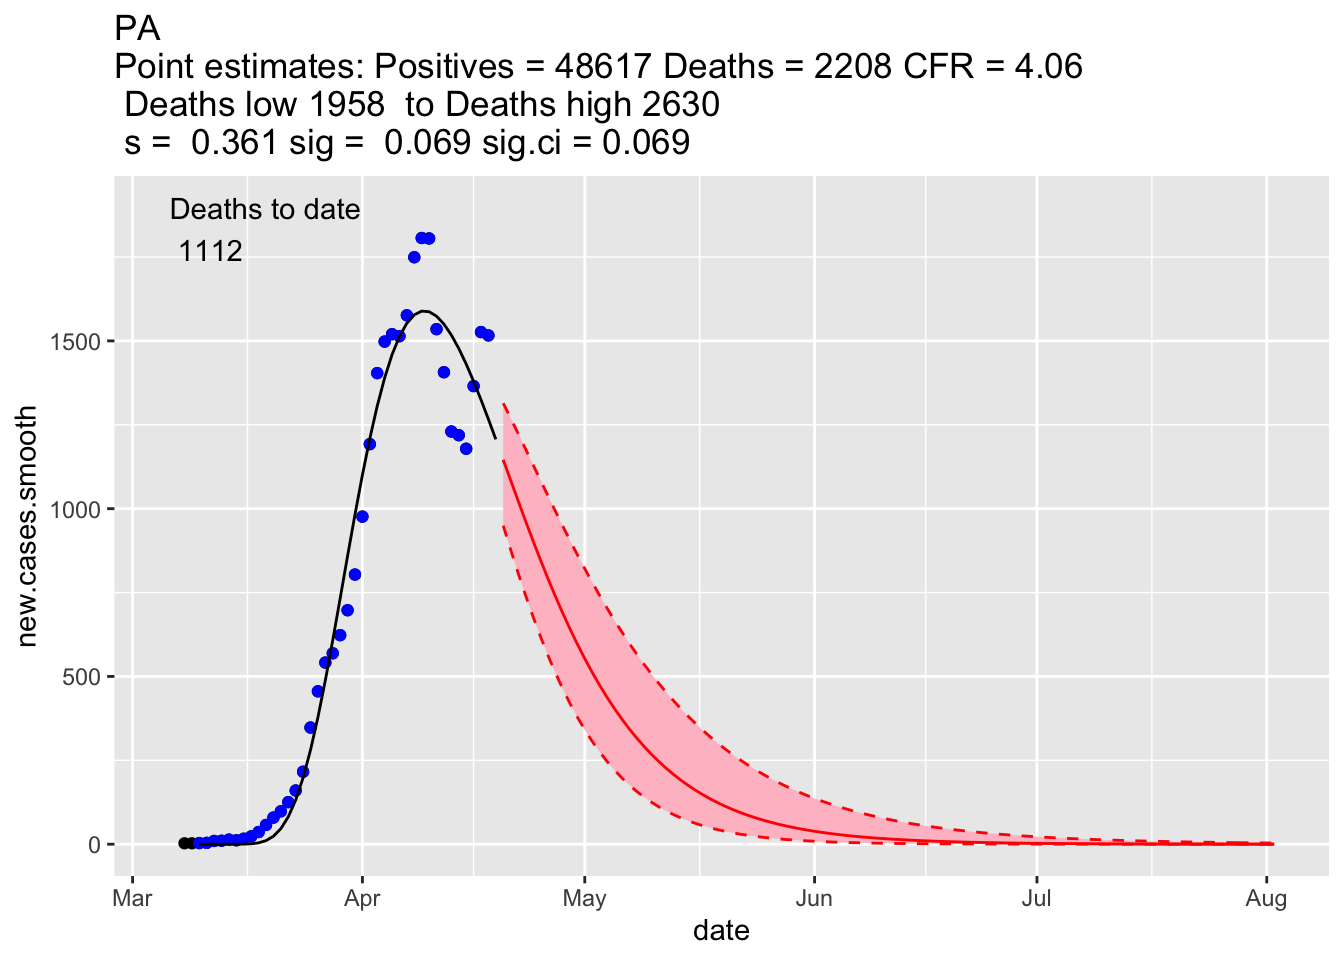 PA
Point estimates: Positives = 48617 Deaths = 2208 CFR = 4.06
Deaths low 1958  to Deaths high 2630
s =  0.361 sig =  0.069 sig.ci = 0.069
Deaths to date
1112
1500
1000
500
0
new.cases.smooth
Mar Apr May Jun Jul Aug
date